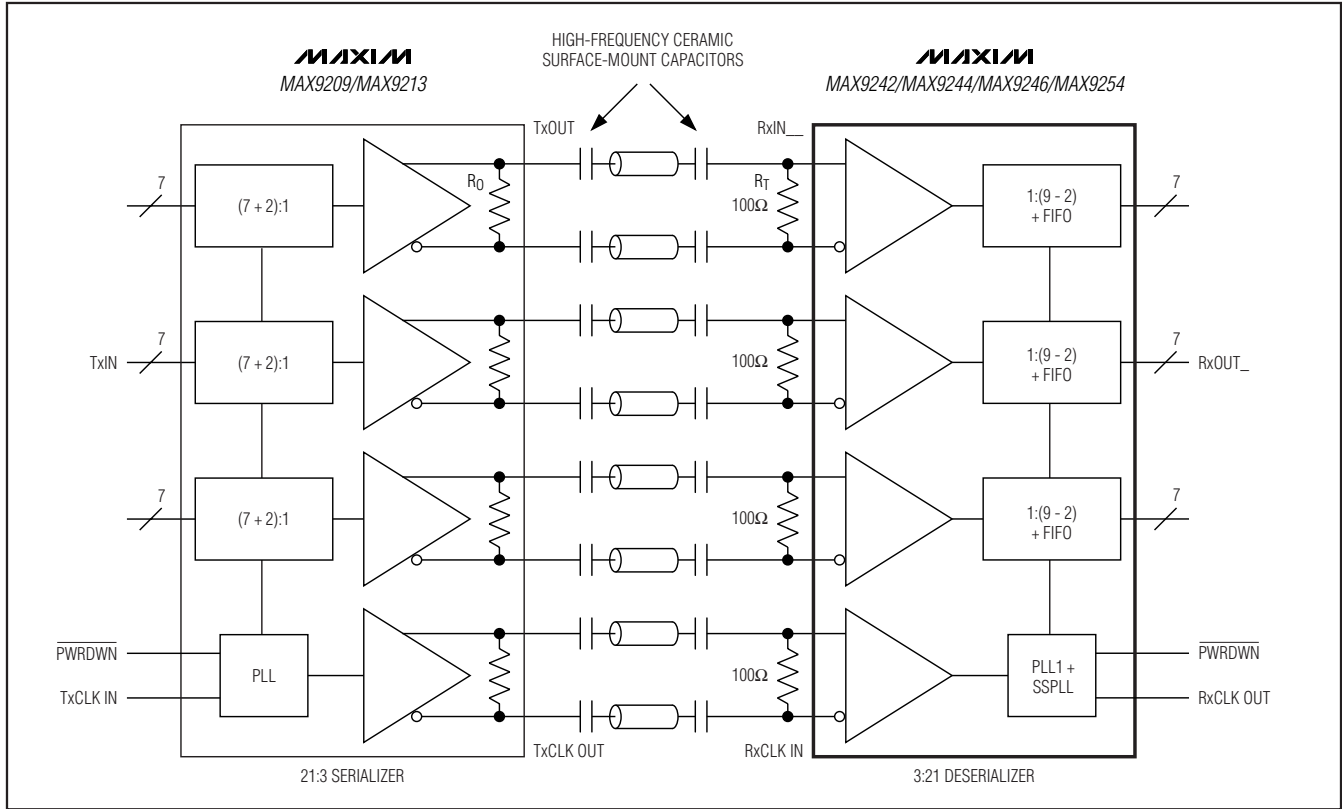 HIGH-FREQUENCY CERAMIC
SURFACE-MOUNT CAPACITORS
MAXIM
MAX9209/MAX9213
MAXIM
MAX9242/MAX9244/MAX9246/MAX9254
TxOUT
RxIN__
7
(7 + 2):1
RO
RT
100Ω
1:(9 - 2)
+ FIFO
7
TxIN
7
(7 + 2):1
100Ω
1:(9 - 2)
+ FIFO
7
RxOUT_
7
(7 + 2):1
100Ω
1:(9 - 2)
+ FIFO
7
PWRDWN
TxCLK IN
PLL
100Ω
PLL1 +
SSPLL
PWRDWN
RxCLK OUT
TxCLK OUT
RxCLK IN
21:3 SERIALIZER
3:21 DESERIALIZER